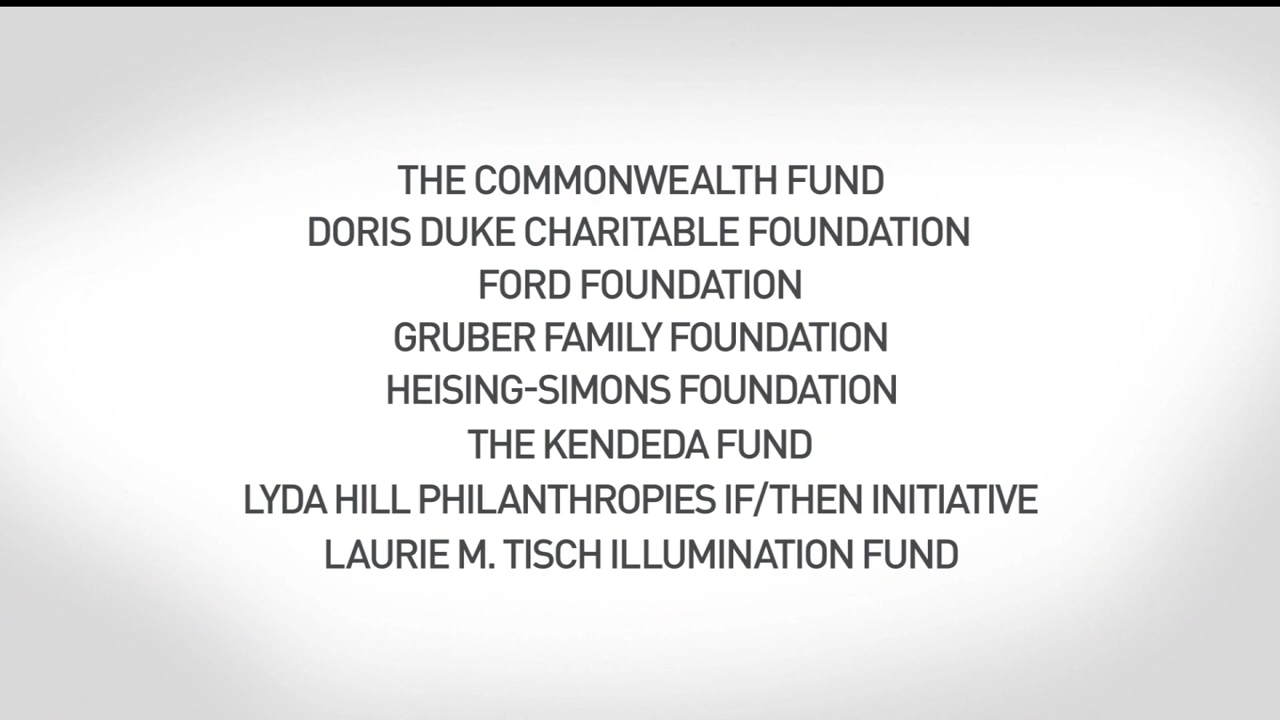 THE COMMONWEALTH FUND
DORIS DUKE CHARITABLE FOUNDATION
FORD FOUNDATION
GRUBER FAMILY FOUNDATION
HEISING-SIMONS FOUNDATION
THE KENDEDA FUND
LYDA HILL PHILANTHROPIES IF/THEN INITIATIVE
LAURIE M. TISCH ILLUMINATION FUND